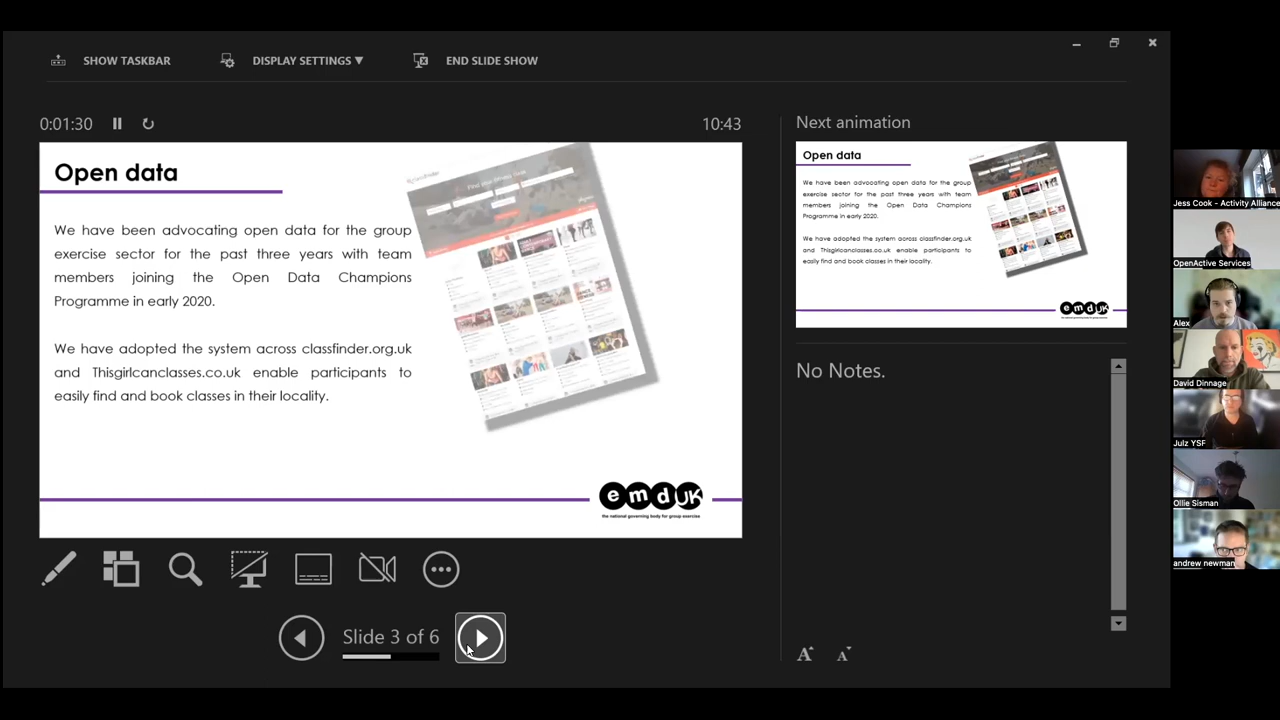 SHOW TASKBAR
DISPLAY SETTINGS ▼
END SLIDE SHOW
0:01:30
10:43
Open data
We have been advocating open data for the group
exercise sector for the past three years with team
members joining the Open Data Champions
Programme in early 2020.
We have adopted the system across classfinder.org.uk
and Thisgirlcanclasses.co.uk enable participants to
easily find and book classes in their locality.
emduk
the national governing body for group exercise
Slide 3 of 6
Next animation
Open data
We have been advocating open data for the group
exercise sector for the past three years with team
members joining the Open Data Champions
Programme in early 2020.
We have adopted the system across classfinder.org.uk
and Thisgirlcanclasses.co.uk enable participants to
easily find and book classes in their locality.
emduk
No Notes.
A A
Jess Cook - Activity Alliance
OpenActive Services
Alex
David Dinnage
Julz YSF
Ollie Sisman
andrew newman